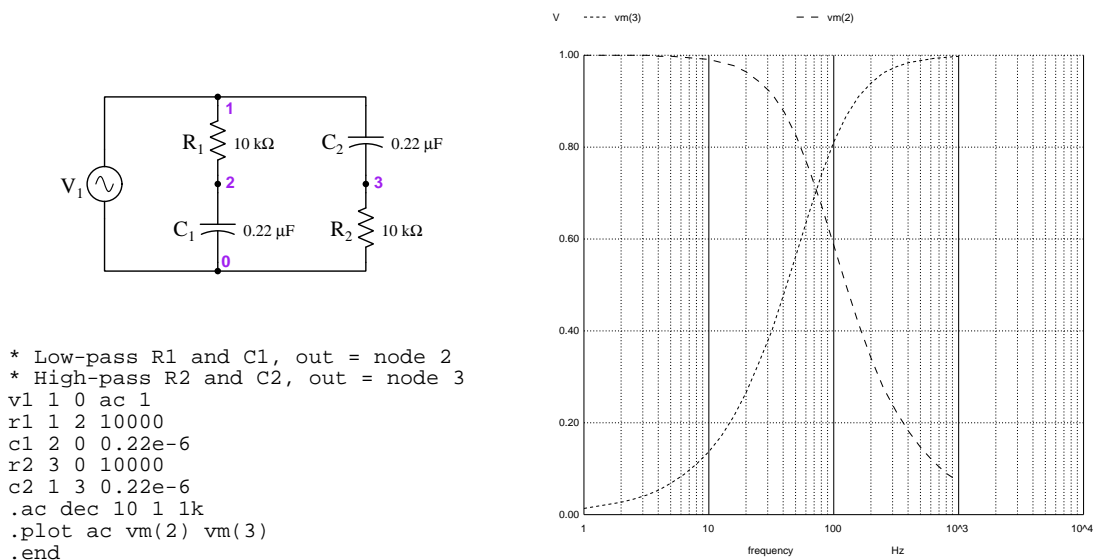 V vm(3) vm(2)
1
R1 10 kΩ
C2 0.22 μF
V1
2
3
C1 0.22 μF
R2 10 kΩ
0
* Low-pass R1 and C1, out = node 2
* High-pass R2 and C2, out = node 3
v1 1 0 ac 1
r1 1 2 10000
c1 2 0 0.22e-6
r2 3 0 10000
c2 1 3 0.22e-6
.ac dec 10 1 1k
.plot ac vm(2) vm(3)
.end
1.00
0.80
0.60
0.40
0.20
0.00
1 10 100 10^3 10^4
frequency Hz